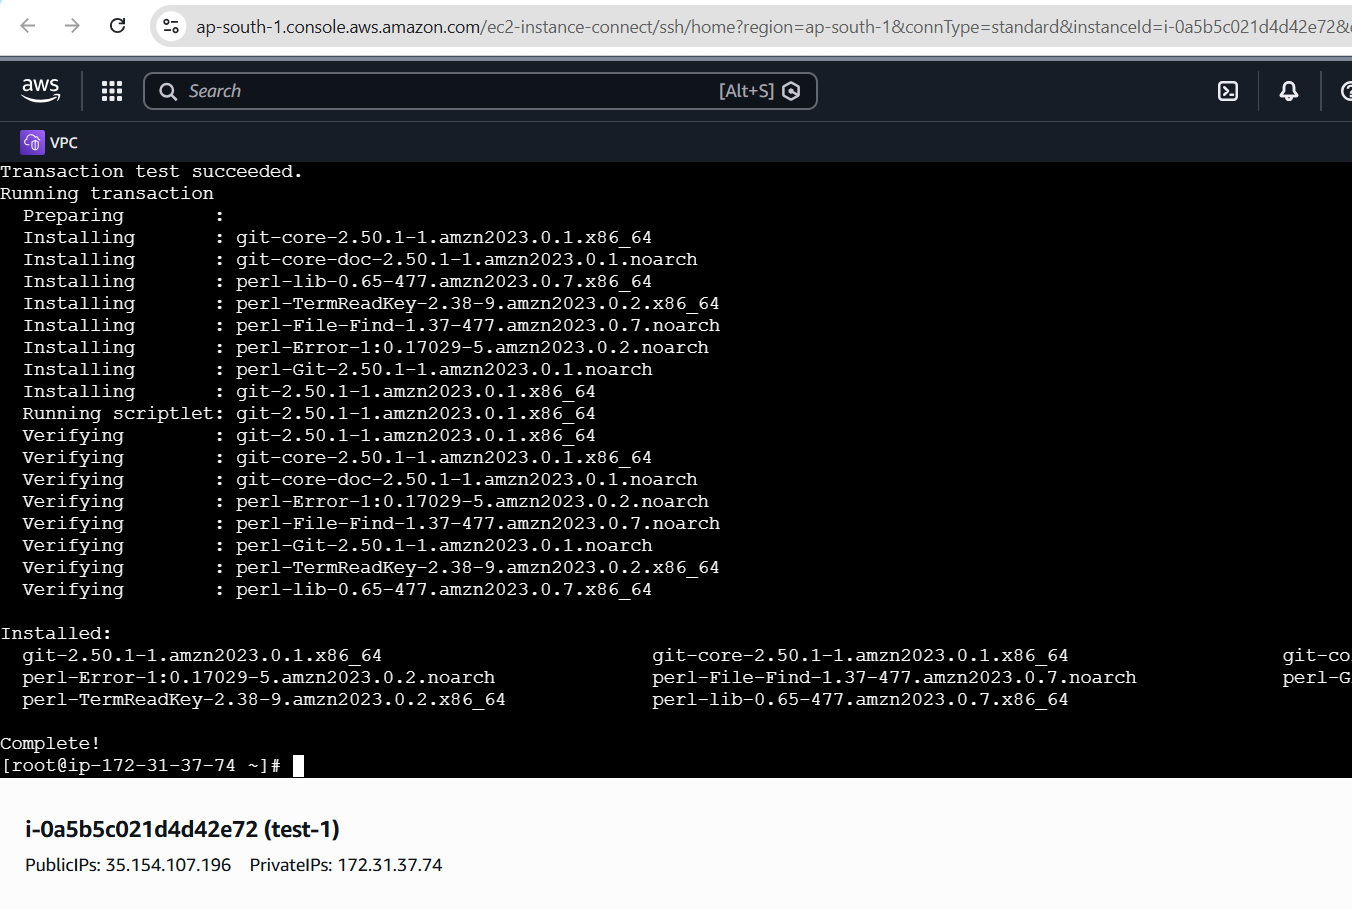 ap-south-1.console.aws.amazon.com/ec2-instance-connect/ssh/home?region=ap-south-1&connType=standard&instanceId=i-0a5b5c021d4d42e72&
aws Search [Alt+S]
VPC
Transaction test succeeded.
Running transaction
  Preparing        :
  Installing       : git-core-2.50.1-1.amzn2023.0.1.x86_64
  Installing       : git-core-doc-2.50.1-1.amzn2023.0.1.noarch
  Installing       : perl-lib-0.65-477.amzn2023.0.7.x86_64
  Installing       : perl-TermReadKey-2.38-9.amzn2023.0.2.x86_64
  Installing       : perl-File-Find-1.37-477.amzn2023.0.7.noarch
  Installing       : perl-Error-1:0.17029-5.amzn2023.0.2.noarch
  Installing       : perl-Git-2.50.1-1.amzn2023.0.1.noarch
  Installing       : git-2.50.1-1.amzn2023.0.1.x86_64
  Running scriptlet: git-2.50.1-1.amzn2023.0.1.x86_64
  Verifying        : git-2.50.1-1.amzn2023.0.1.x86_64
  Verifying        : git-core-2.50.1-1.amzn2023.0.1.x86_64
  Verifying        : git-core-doc-2.50.1-1.amzn2023.0.1.noarch
  Verifying        : perl-Error-1:0.17029-5.amzn2023.0.2.noarch
  Verifying        : perl-File-Find-1.37-477.amzn2023.0.7.noarch
  Verifying        : perl-Git-2.50.1-1.amzn2023.0.1.noarch
  Verifying        : perl-TermReadKey-2.38-9.amzn2023.0.2.x86_64
  Verifying        : perl-lib-0.65-477.amzn2023.0.7.x86_64
Installed:
  git-2.50.1-1.amzn2023.0.1.x86_64 git-core-2.50.1-1.amzn2023.0.1.x86_64 git-co
  perl-Error-1:0.17029-5.amzn2023.0.2.noarch perl-File-Find-1.37-477.amzn2023.0.7.noarch perl-G
  perl-TermReadKey-2.38-9.amzn2023.0.2.x86_64 perl-lib-0.65-477.amzn2023.0.7.x86_64
Complete!
[root@ip-172-31-37-74 ~]#
i-0a5b5c021d4d42e72 (test-1)
PublicIPs: 35.154.107.196 PrivateIPs: 172.31.37.74